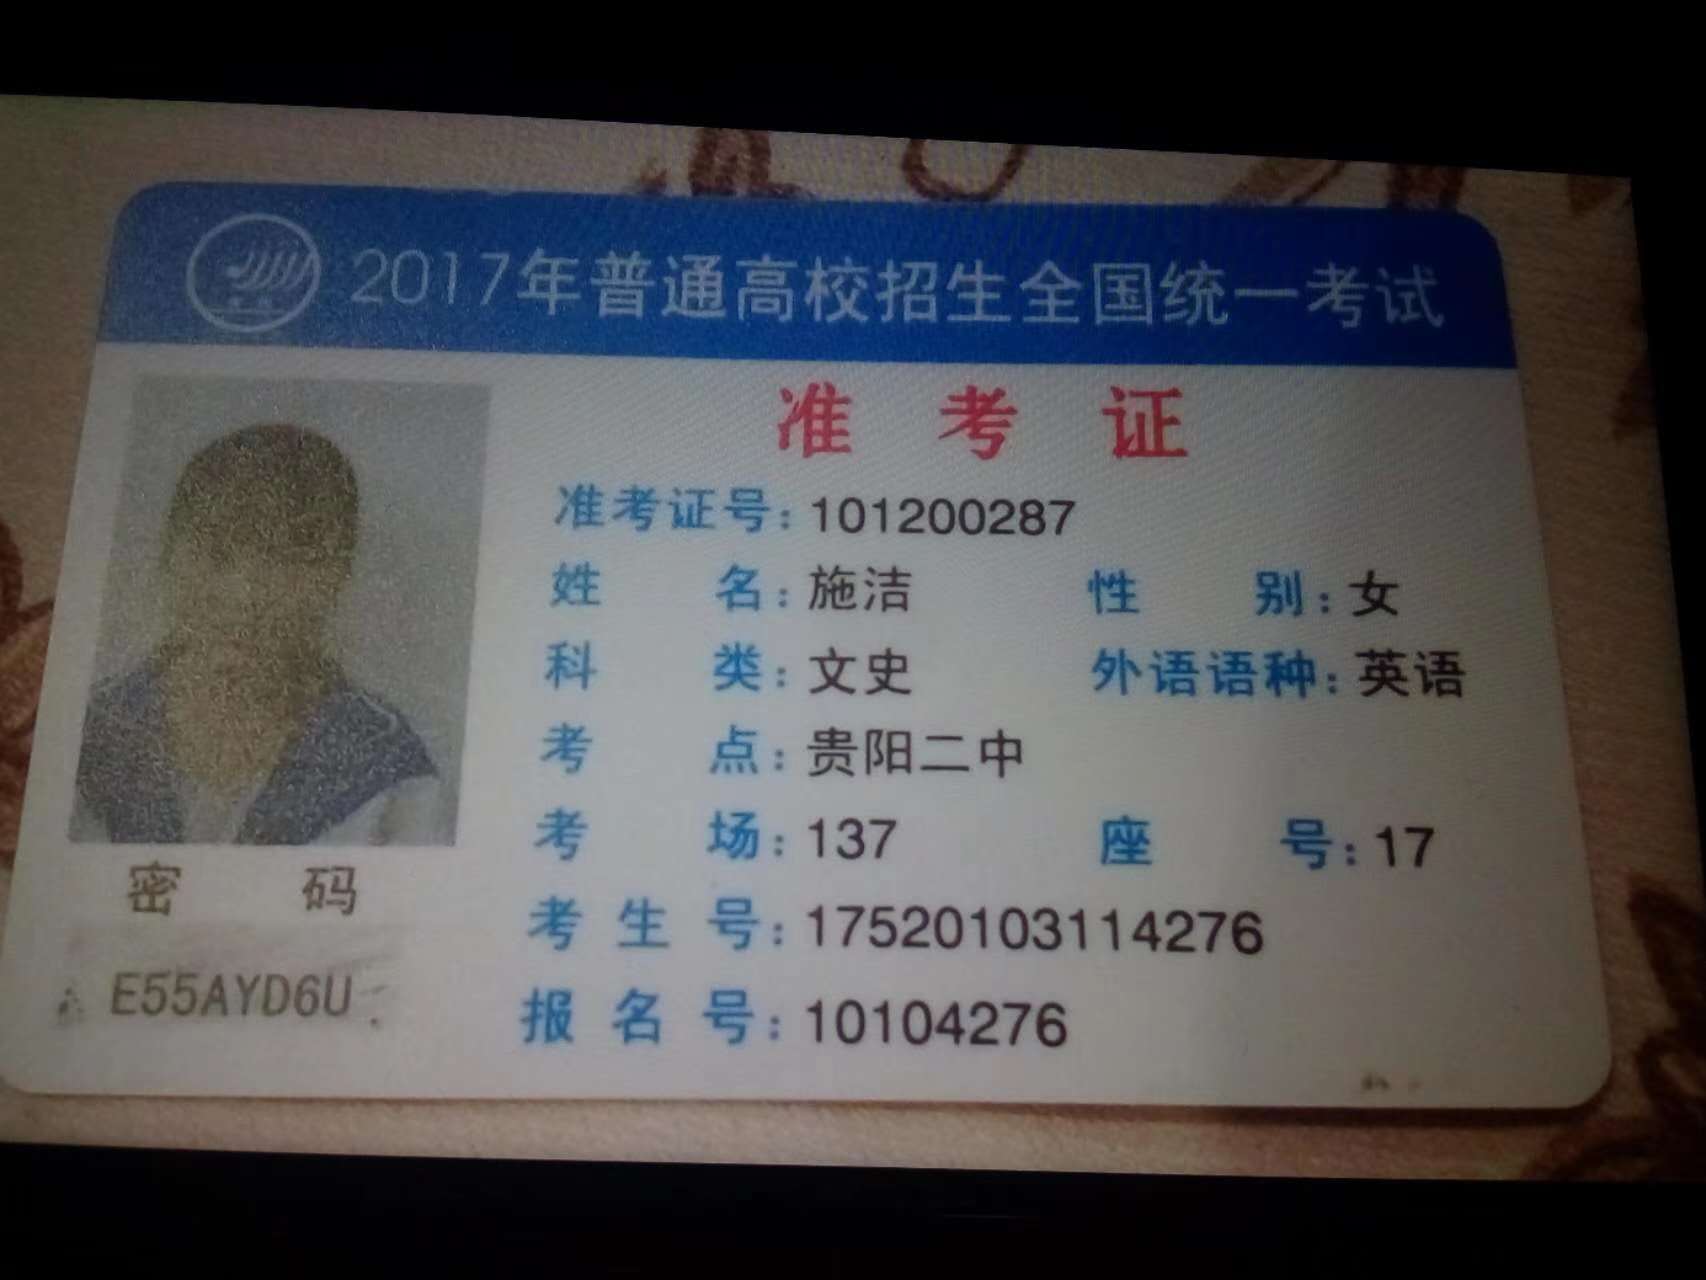 2017年普通高校招生全国统一考试
准考证
准考证号：101200287
姓名：施洁 性别：女
科类：文史 外语语种：英语
考点：贵阳二中
考场：137 座号：17
考生号：17520103114276
报名号：10104276
密码
E55AYD6U